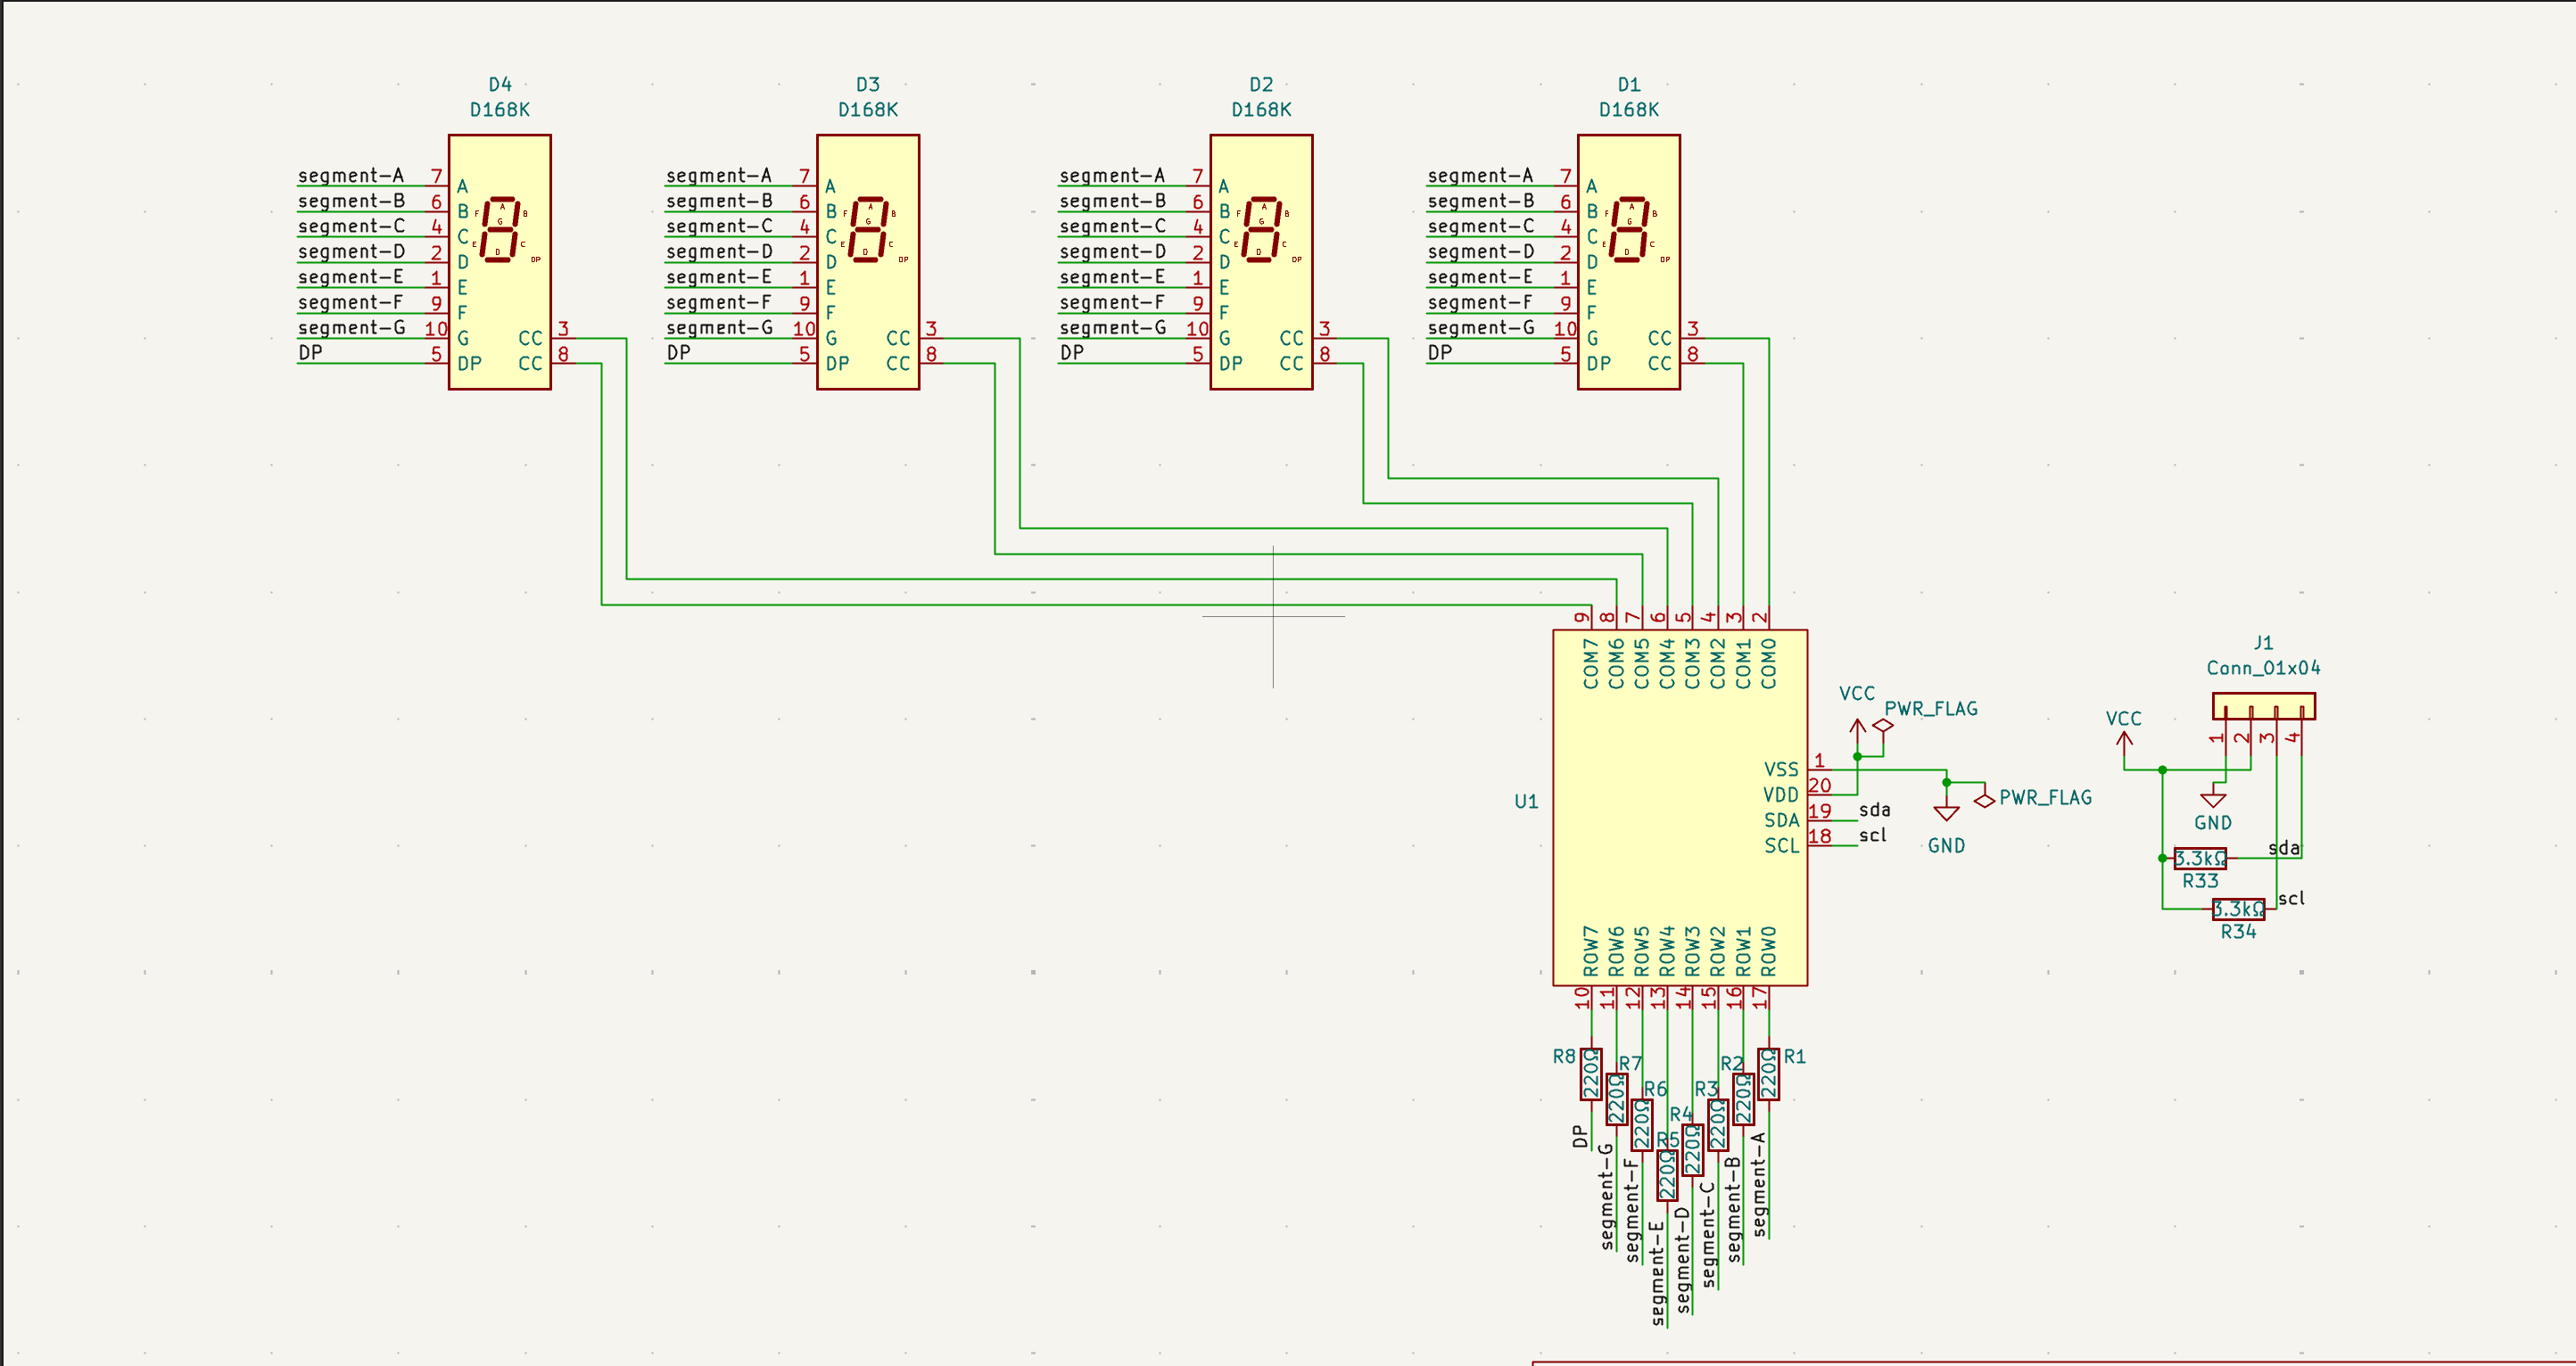 D4
D168K
D3
D168K
D2
D168K
D1
D168K
segment-A 7 A
segment-B 6 B
segment-C 4 C
segment-D 2 D
segment-E 1 E
segment-F 9 F
segment-G 10 G CC 3
DP 5 DP CC 8
A
F B
G
E C
D DP
segment-A 7 A
segment-B 6 B
segment-C 4 C
segment-D 2 D
segment-E 1 E
segment-F 9 F
segment-G 10 G CC 3
DP 5 DP CC 8
A
F B
G
E C
D DP
segment-A 7 A
segment-B 6 B
segment-C 4 C
segment-D 2 D
segment-E 1 E
segment-F 9 F
segment-G 10 G CC 3
DP 5 DP CC 8
A
F B
G
E C
D DP
segment-A 7 A
segment-B 6 B
segment-C 4 C
segment-D 2 D
segment-E 1 E
segment-F 9 F
segment-G 10 G CC 3
DP 5 DP CC 8
A
F B
G
E C
D DP
9 8 7 6 5 4 3 2
COM7 COM6 COM5 COM4 COM3 COM2 COM1 COM0
U1
VCC
PWR_FLAG
VSS 1
VDD 20
SDA 19 sda
SCL 18 scl
PWR_FLAG
GND
ROW7 ROW6 ROW5 ROW4 ROW3 ROW2 ROW1 ROW0
10 11 12 13 14 15 16 17
R8 220Ω
R7 220Ω
R6 220Ω
R5 220Ω
R4 220Ω
R3 220Ω
R2 220Ω
R1 220Ω
DP
segment-G
segment-F
segment-E
segment-D
segment-C
segment-B
segment-A
J1
Conn_01x04
VCC
1 2 3 4
GND
sda
3.3kΩ
R33
scl
3.3kΩ
R34